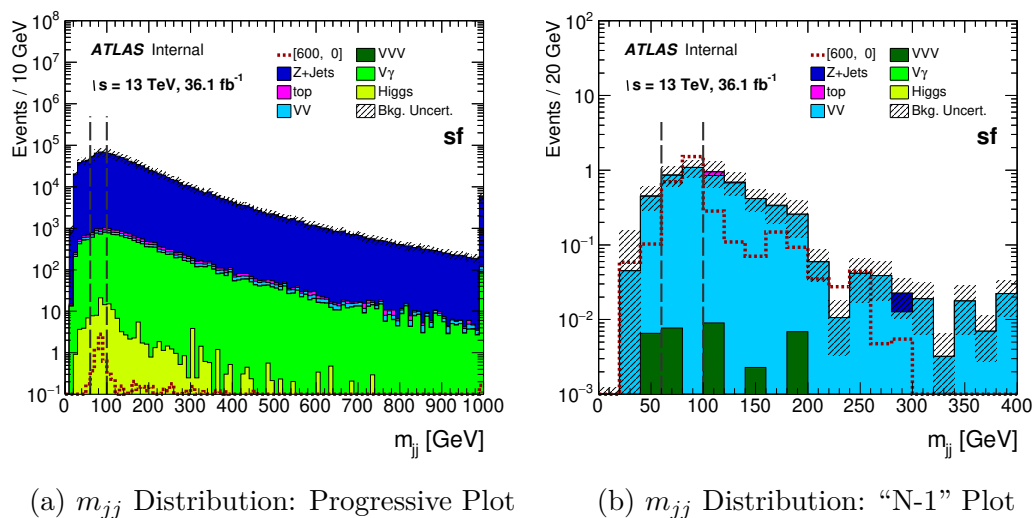 Events / 10 GeV
10^8
10^7
10^6
10^5
10^4
10^3
10^2
10
1
10^-1
ATLAS Internal
\s = 13 TeV, 36.1 fb^-1
[600, 0]
Z+Jets
top
VV
VVV
Vγ
Higgs
Bkg. Uncert.
sf
0 100 200 300 400 500 600 700 800 900 1000
m_jj [GeV]
(a) m_jj Distribution: Progressive Plot
Events / 20 GeV
10^2
10
1
10^-1
10^-2
10^-3
ATLAS Internal
\s = 13 TeV, 36.1 fb^-1
[600, 0]
Z+Jets
top
VV
VVV
Vγ
Higgs
Bkg. Uncert.
sf
0 50 100 150 200 250 300 350 400
m_jj [GeV]
(b) m_jj Distribution: “N-1” Plot